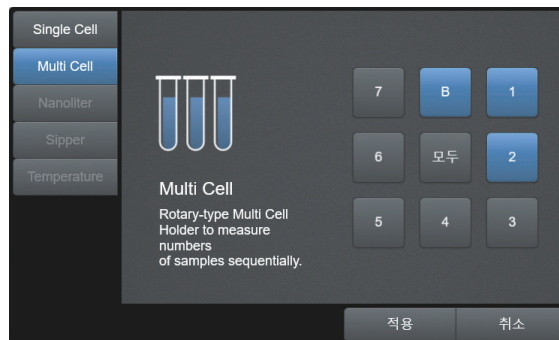 Single Cell
Multi Cell
Nanoliter
Sipper
Temperature
Multi Cell
Rotary-type Multi Cell
Holder to measure
numbers
of samples sequentially.
7 B 1
6 모두 2
5 4 3
적용 취소